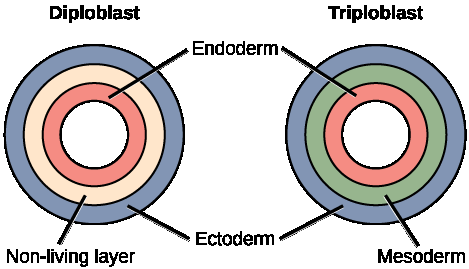 Diploblast
Triploblast
Endoderm
Ectoderm
Non-living layer
Mesoderm